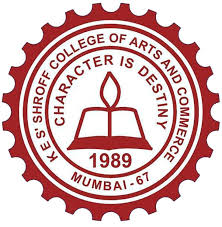 K E S' SHROFF COLLEGE OF ARTS AND COMMERCE
CHARACTER IS DESTINY
1989
MUMBAI - 67